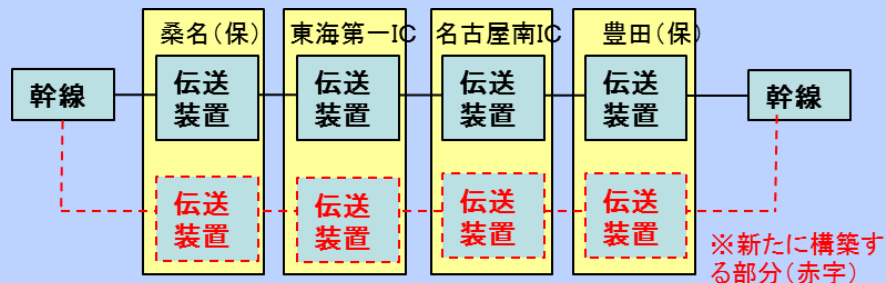 桑名(保)
東海第一IC
名古屋南IC
豊田(保)
幹線
伝送
装置
伝送
装置
伝送
装置
伝送
装置
幹線
伝送
装置
伝送
装置
伝送
装置
伝送
装置
※新たに構築す
る部分(赤字)